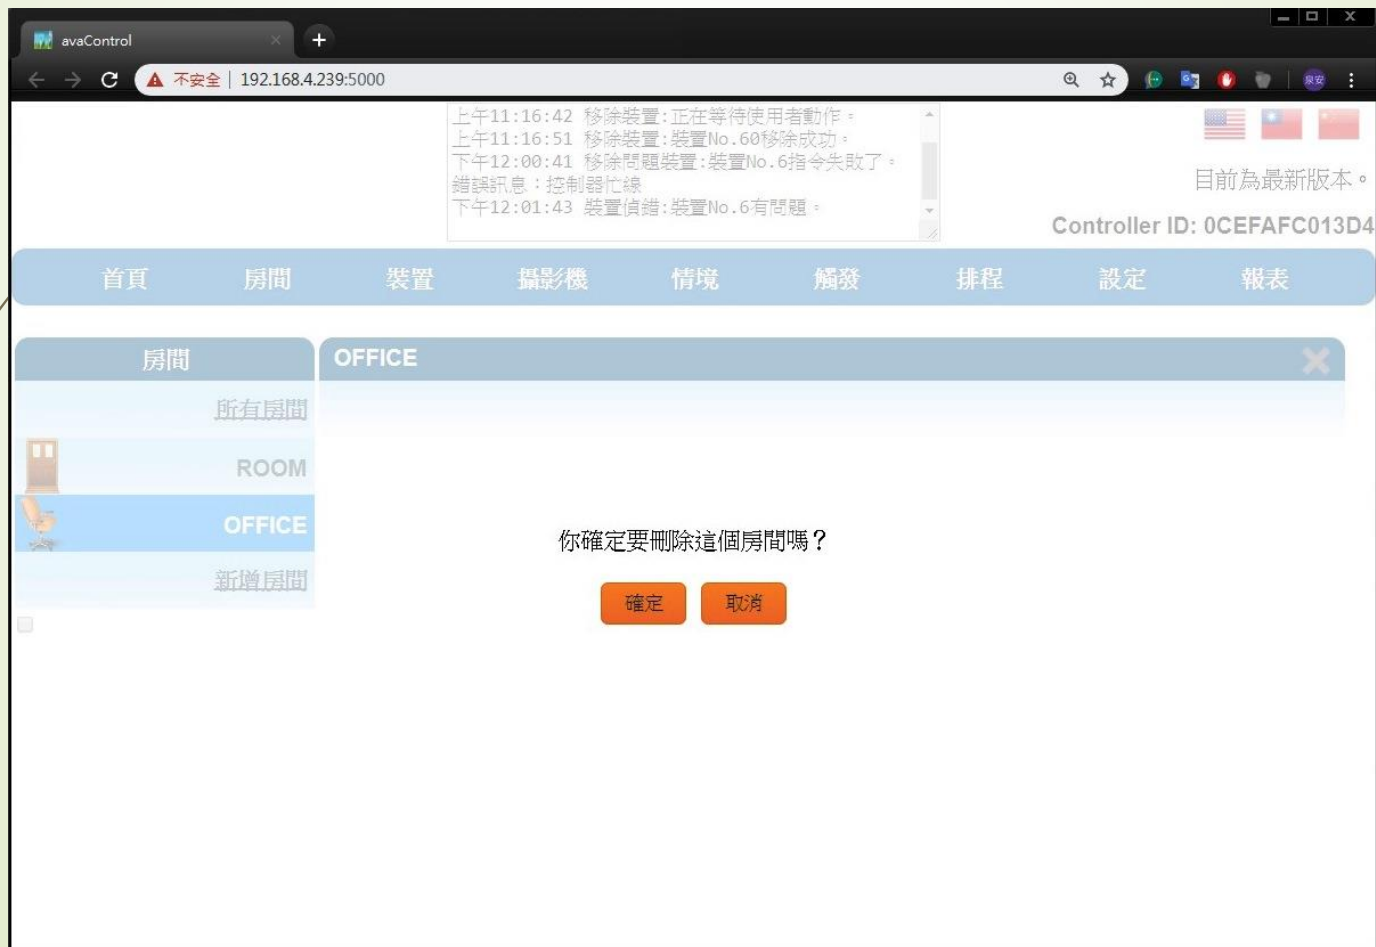 avaControl
不安全 | 192.168.4.239:5000
泉安
上午11:16:42 移除裝置:正在等待使用者動作。
上午11:16:51 移除裝置:裝置No.60移除成功。
下午12:00:41 移除問題裝置:裝置No.6指令失敗了。
錯誤訊息：控制器忙線
下午12:01:43 裝置偵錯:裝置No.6有問題。
目前為最新版本。
Controller ID: 0CEFAFC013D4
首頁 房間 裝置 攝影機 情境 觸發 排程 設定 報表
房間
OFFICE
所有房間
ROOM
OFFICE
新增房間
你確定要刪除這個房間嗎？
確定 取消